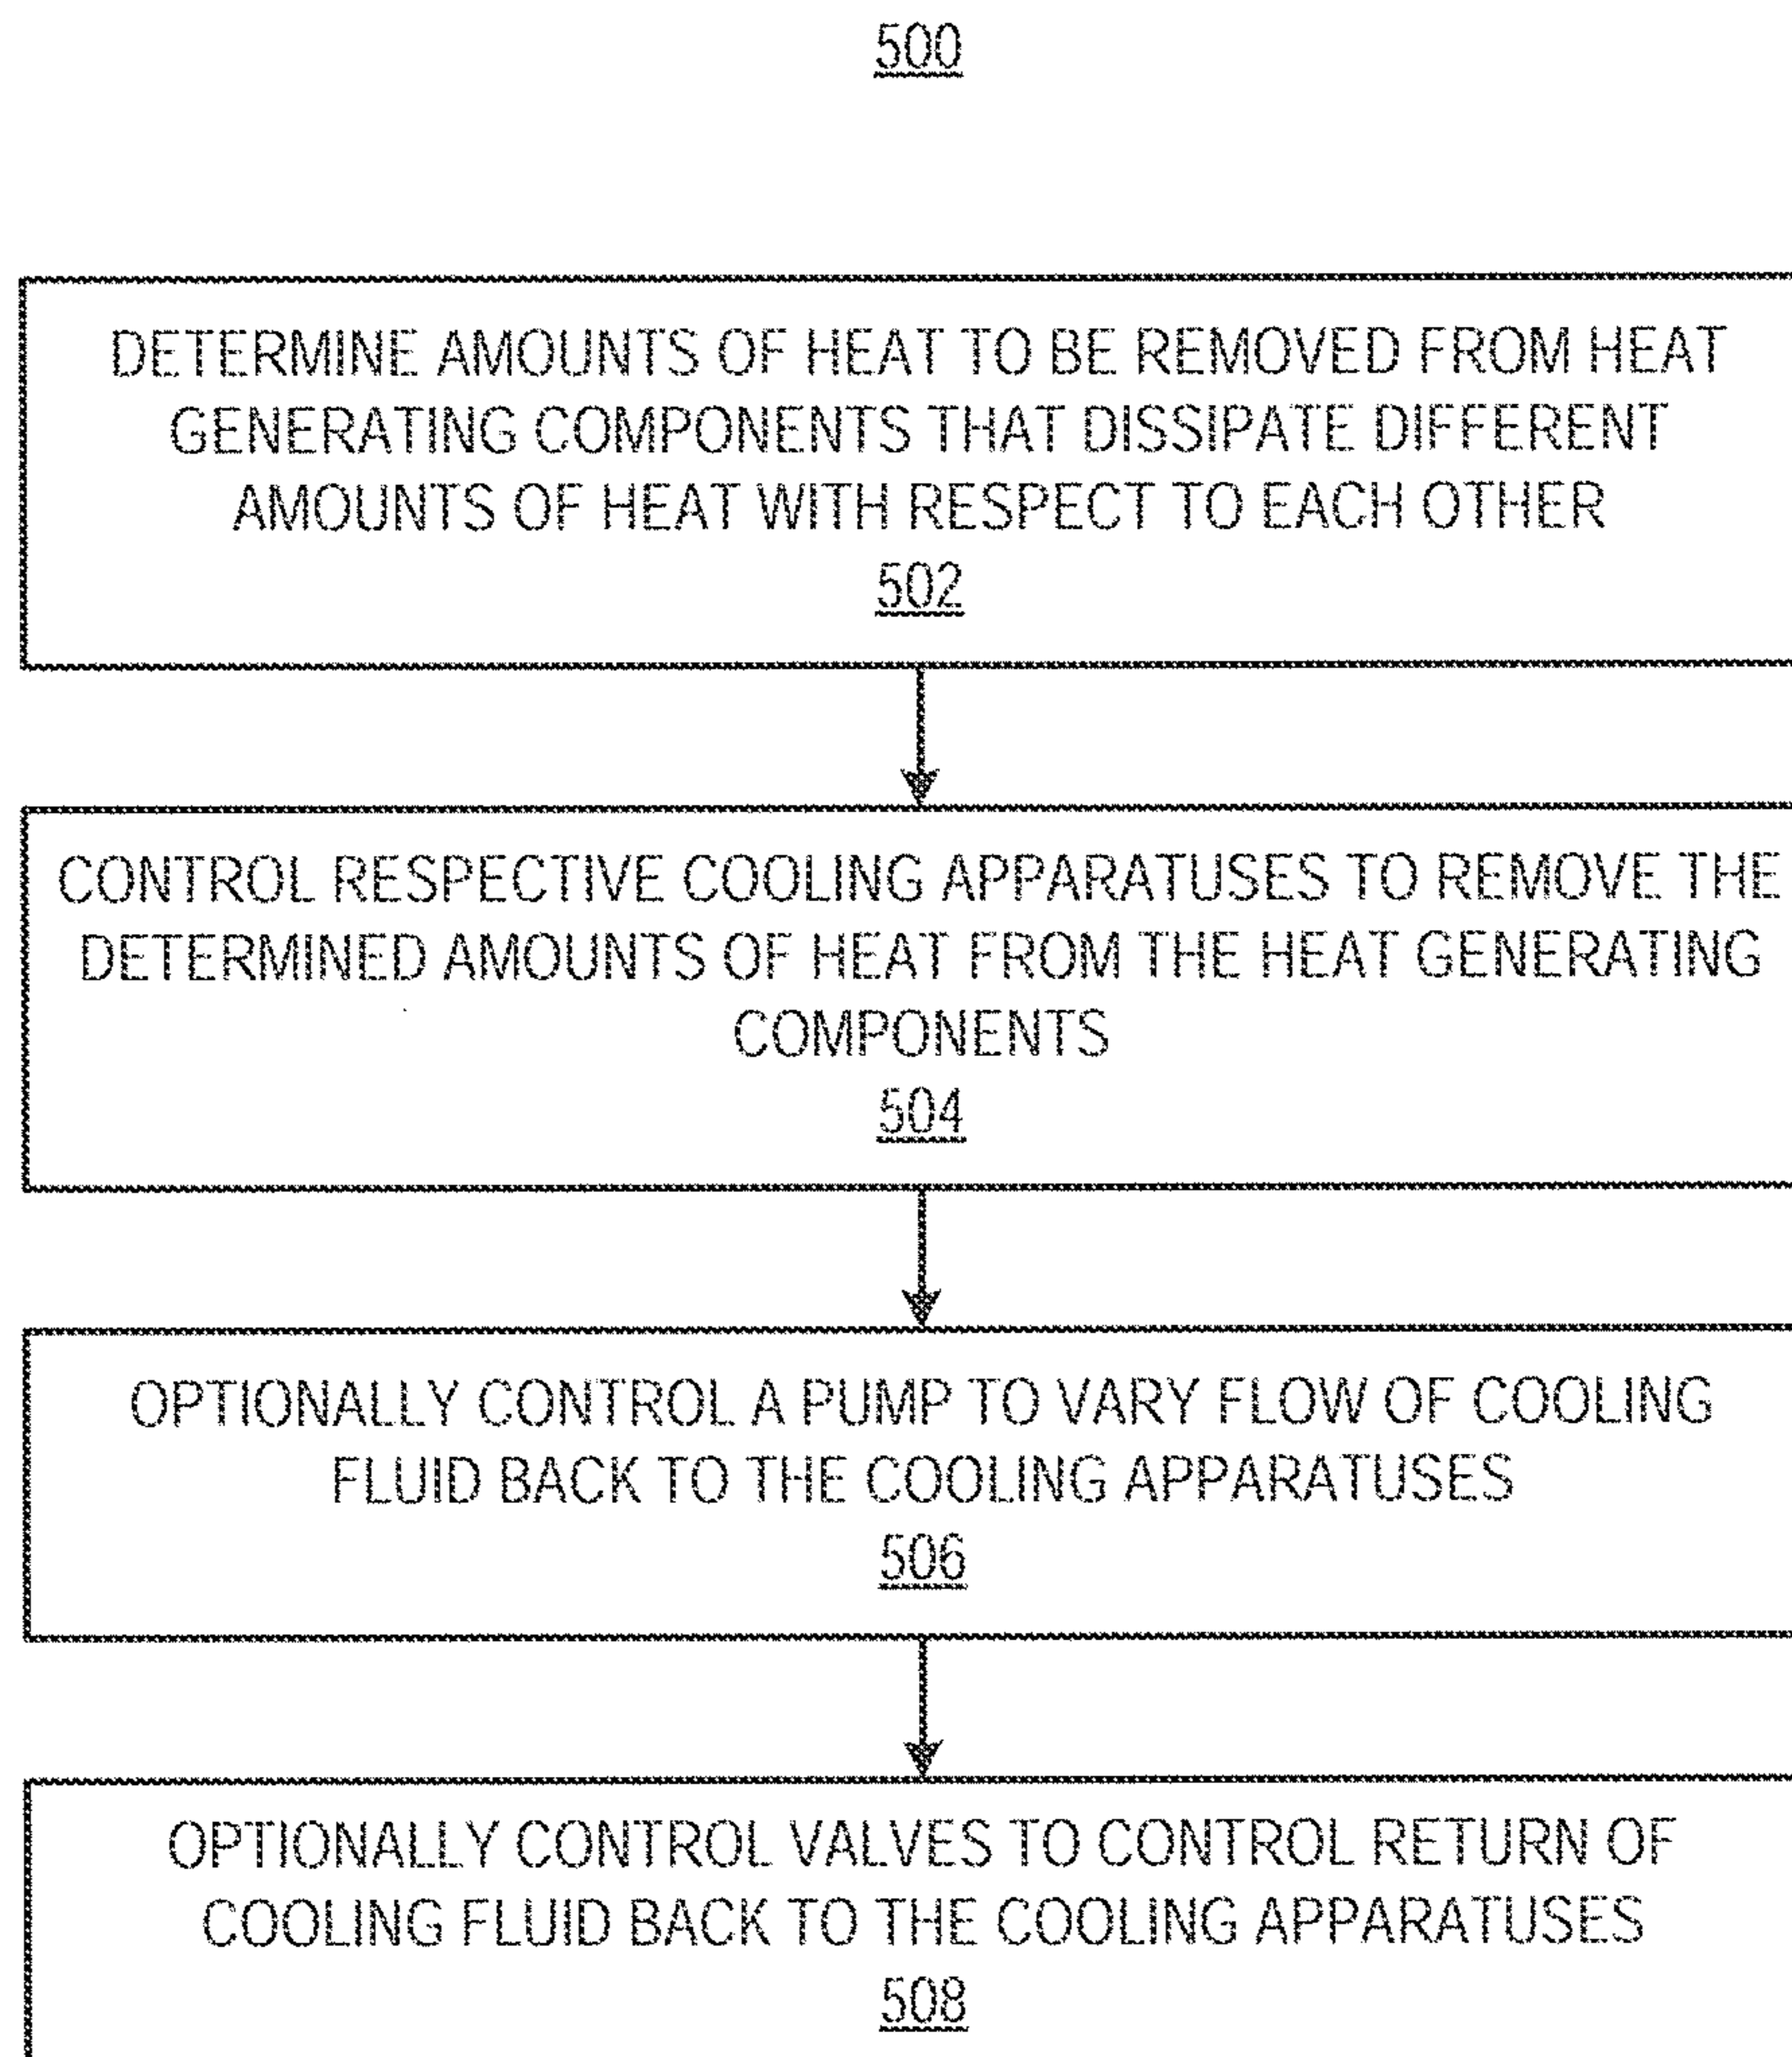 500
DETERMINE AMOUNTS OF HEAT TO BE REMOVED FROM HEAT
GENERATING COMPONENTS THAT DISSIPATE DIFFERENT
AMOUNTS OF HEAT WITH RESPECT TO EACH OTHER
502
CONTROL RESPECTIVE COOLING APPARATUSES TO REMOVE THE
DETERMINED AMOUNTS OF HEAT FROM THE HEAT GENERATING
COMPONENTS
504
OPTIONALLY CONTROL A PUMP TO VARY FLOW OF COOLING
FLUID BACK TO THE COOLING APPARATUSES
506
OPTIONALLY CONTROL VALVES TO CONTROL RETURN OF
COOLING FLUID BACK TO THE COOLING APPARATUSES
508